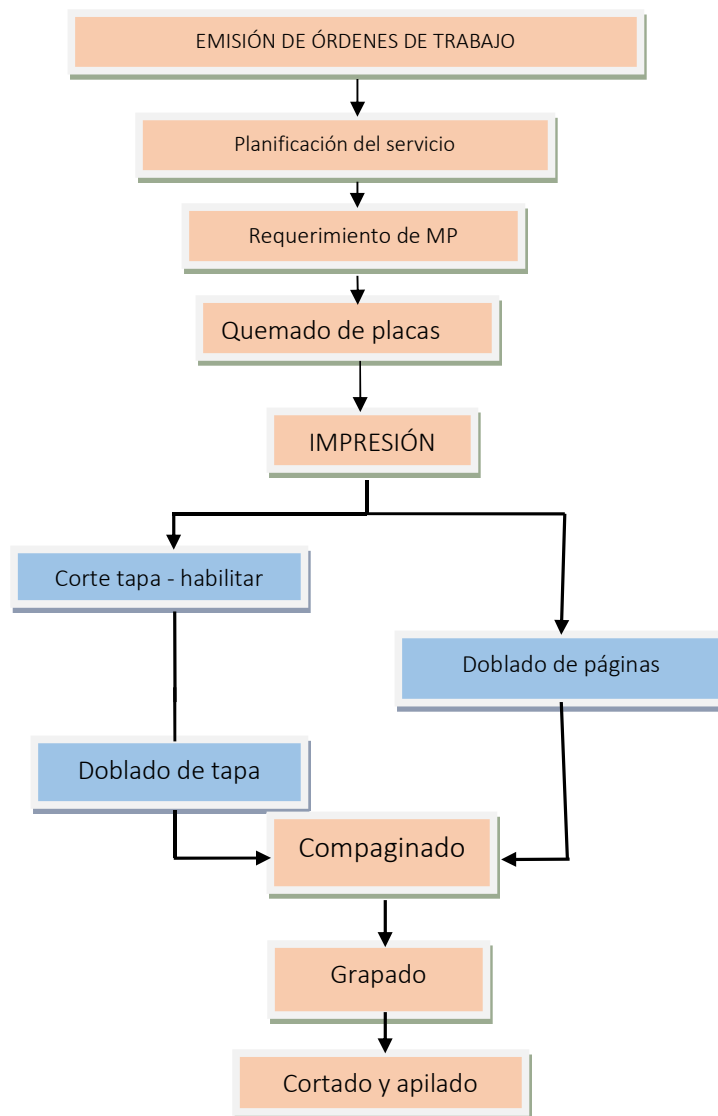 EMISIÓN DE ÓRDENES DE TRABAJO
Planificación del servicio
Requerimiento de MP
Quemado de placas
IMPRESIÓN
Corte tapa - habilitar
Doblado de páginas
Doblado de tapa
Compaginado
Grapado
Cortado y apilado